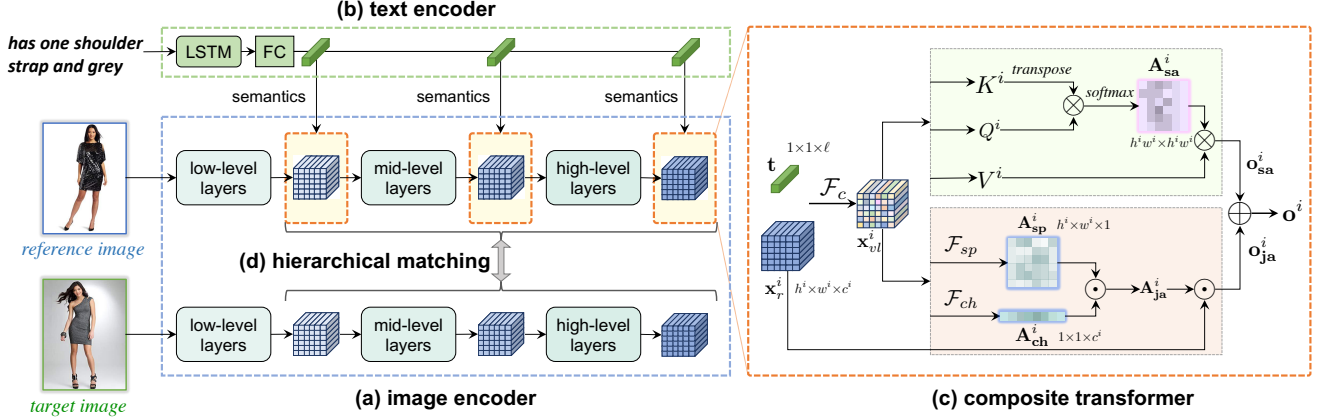 (b) text encoder
has one shoulder
strap and grey
LSTM
FC
semantics
semantics
semantics
low-level
layers
mid-level
layers
high-level
layers
reference image
(d) hierarchical matching
low-level
layers
mid-level
layers
high-level
layers
target image
(a) image encoder
K^i
transpose
softmax
A^i_sa
Q^i
h^i w^i × h^i w^i
V^i
t
1×1×ℓ
F_c
x^i_vl
x^i_r
h^i×w^i×c^i
o^i_sa
o^i
o^i_ja
F_sp
A^i_sp
h^i×w^i×1
A^i_ja
F_ch
A^i_ch
1×1×c^i
(c) composite transformer